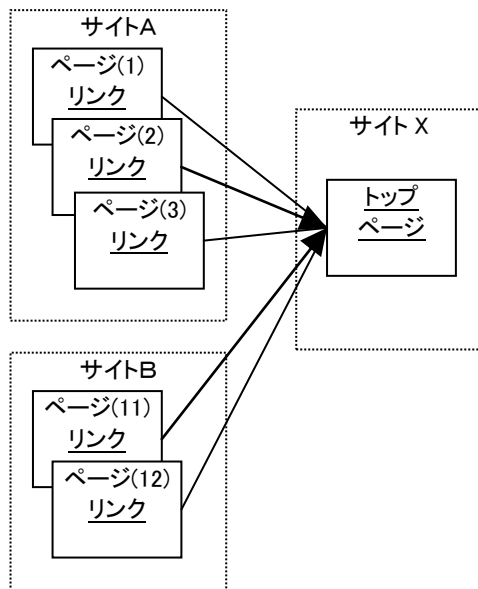 サイトA
ページ(1)
リンク
ページ(2)
リンク
ページ(3)
リンク
サイト X
トップ
ページ
サイトB
ページ(11)
リンク
ページ(12)
リンク